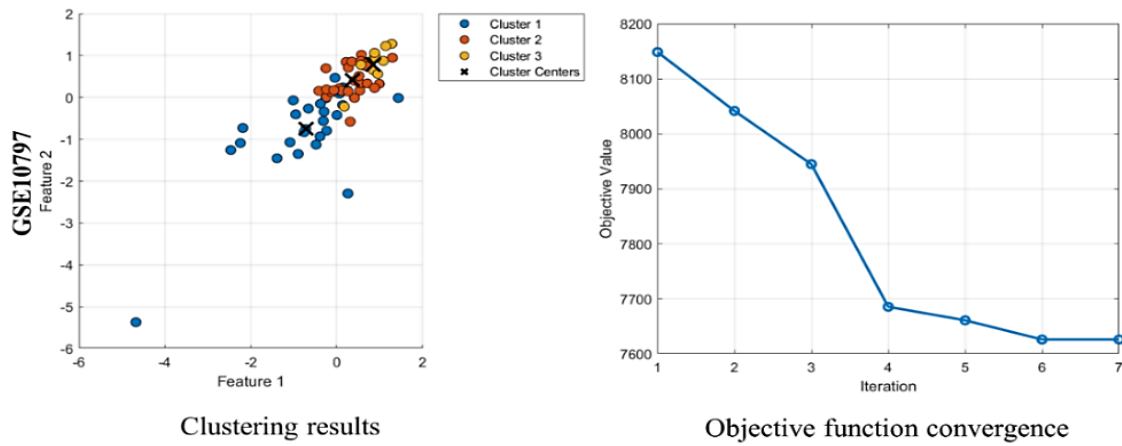 GSE10797
Feature 2
2
1
0
-1
-2
-3
-4
-5
-6
-6
-4
-2
0
2
Feature 1
Cluster 1
Cluster 2
Cluster 3
Cluster Centers
Clustering results
Objective Value
8200
8100
8000
7900
7800
7700
7600
1
2
3
4
5
6
7
Iteration
Objective function convergence